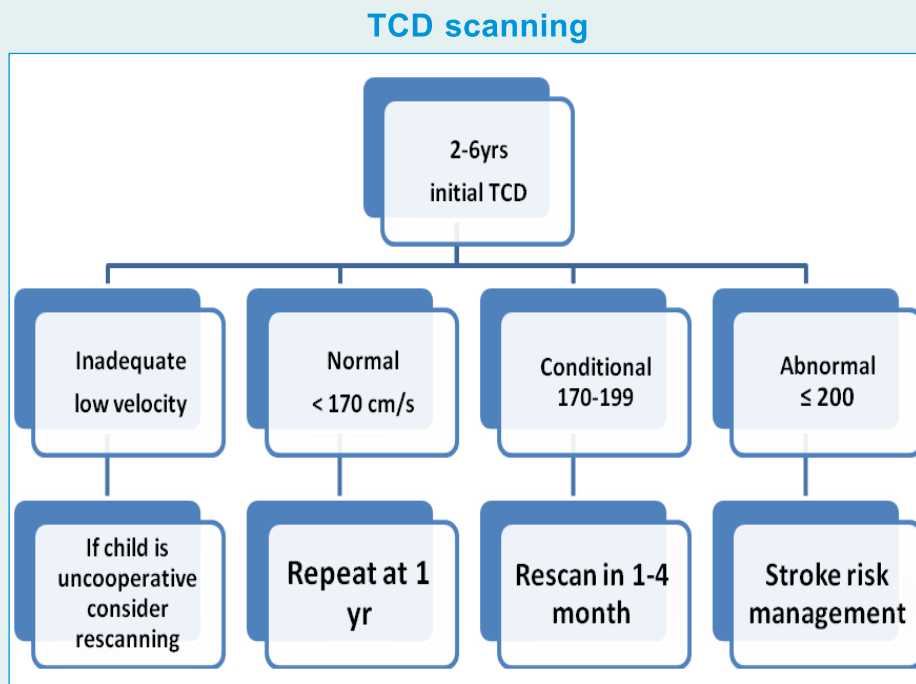 TCD scanning
2-6yrs
initial TCD
Inadequate
low velocity
Normal
< 170 cm/s
Conditional
170-199
Abnormal
≤ 200
If child is
uncooperative
consider
rescanning
Repeat at 1
yr
Rescan in 1-4
month
Stroke risk
management